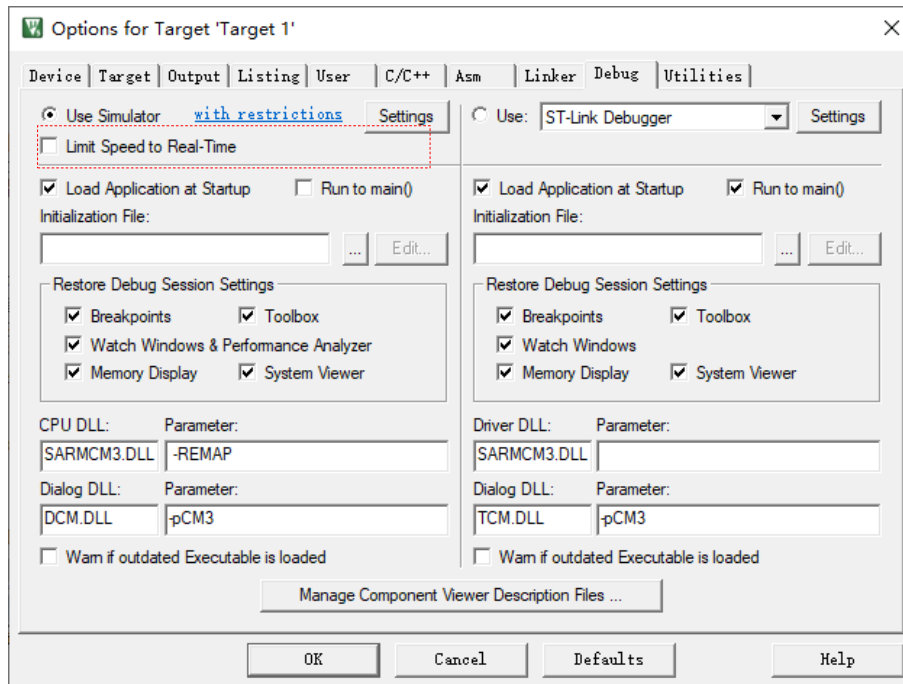 Options for Target 'Target 1'
Device Target Output Listing User C/C++ Asm Linker Debug Utilities
Use Simulator with restrictions Settings Use: ST-Link Debugger Settings
Limit Speed to Real-Time
Load Application at Startup Run to main() Load Application at Startup Run to main()
Initialization File: Initialization File:
... Edit... ... Edit...
Restore Debug Session Settings Restore Debug Session Settings
Breakpoints Toolbox Breakpoints Toolbox
Watch Windows & Performance Analyzer Watch Windows
Memory Display System Viewer Memory Display System Viewer
CPU DLL: Parameter: Driver DLL: Parameter:
SARMCM3.DLL -REMAP SARMCM3.DLL
Dialog DLL: Parameter: Dialog DLL: Parameter:
DCM.DLL -pCM3 TCM.DLL -pCM3
Warn if outdated Executable is loaded Warn if outdated Executable is loaded
Manage Component Viewer Description Files ...
OK Cancel Defaults Help